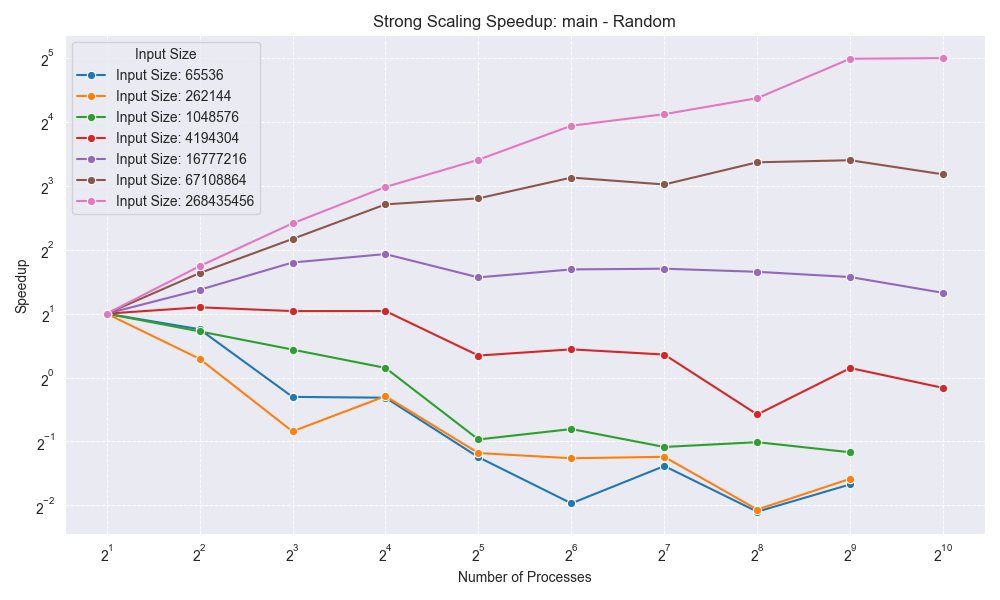 Strong Scaling Speedup: main - Random
Input Size
Input Size: 65536
Input Size: 262144
Input Size: 1048576
Input Size: 4194304
Input Size: 16777216
Input Size: 67108864
Input Size: 268435456
Speedup
2^5
2^4
2^3
2^2
2^1
2^0
2^−1
2^−2
2^1 2^2 2^3 2^4 2^5 2^6 2^7 2^8 2^9 2^10
Number of Processes